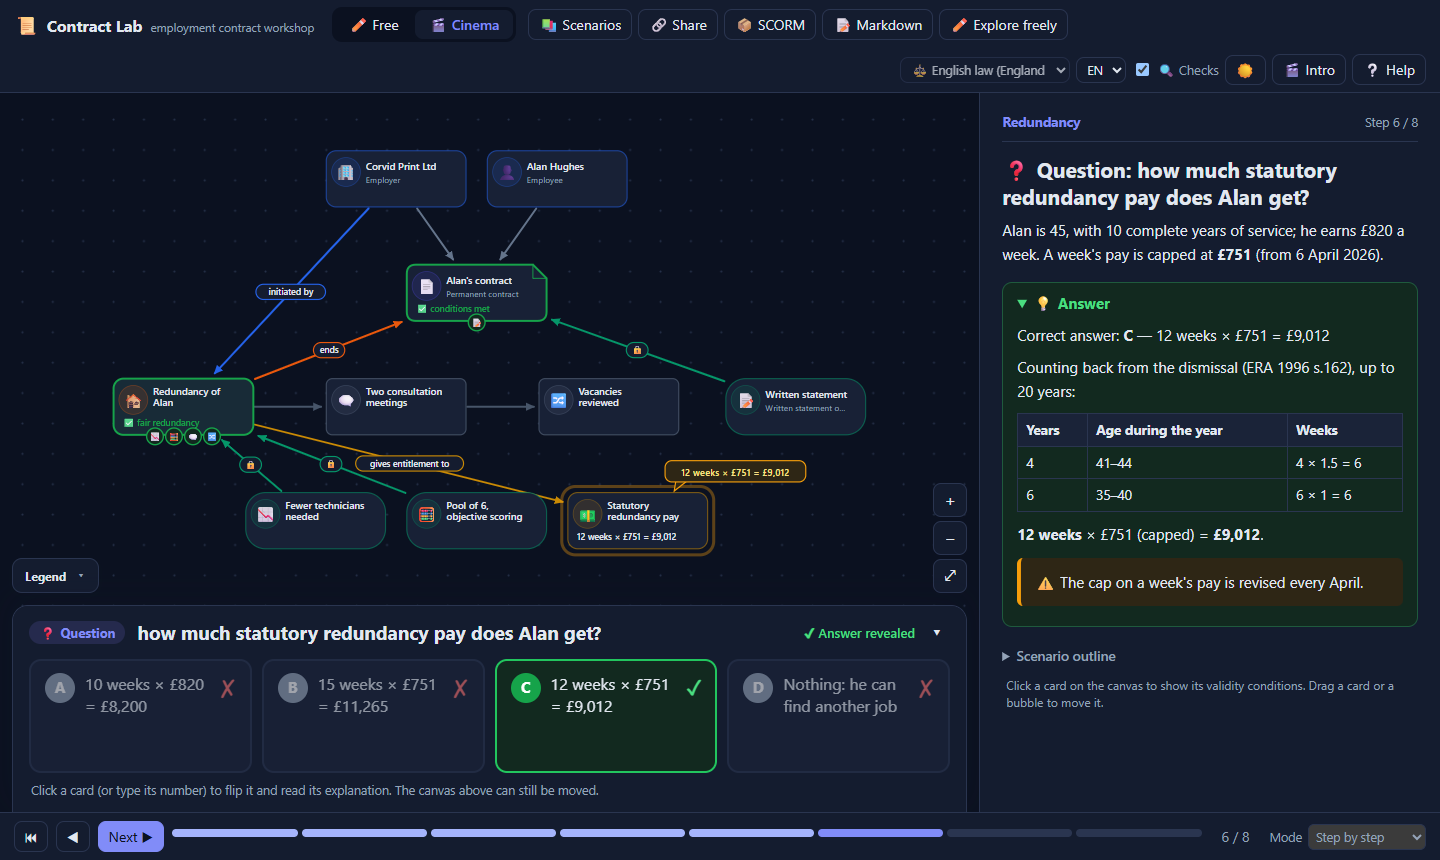 Contract Lab employment contract workshop
Free
Cinema
Scenarios
Share
SCORM
Markdown
Explore freely
English law (England
EN
Checks
Intro
? Help
Corvid Print Ltd
Employer
Alan Hughes
Employee
initiated by
Alan's contract
Permanent contract
conditions met
ends
Redundancy of
Alan
fair redundancy
Two consultation
meetings
Vacancies
reviewed
Written statement
Written statement o...
gives entitlement to
12 weeks × £751 = £9,012
Fewer technicians
needed
Pool of 6,
objective scoring
Statutory
redundancy pay
12 weeks × £751 = £9,012
+
−
Legend
Question
how much statutory redundancy pay does Alan get?
✓ Answer revealed
A
10 weeks × £820
= £8,200
B
15 weeks × £751
= £11,265
C
12 weeks × £751
= £9,012
D
Nothing: he can
find another job
Click a card (or type its number) to flip it and read its explanation. The canvas above can still be moved.
Redundancy
Step 6 / 8
Question: how much statutory
redundancy pay does Alan get?
Alan is 45, with 10 complete years of service; he earns £820 a
week. A week's pay is capped at £751 (from 6 April 2026).
Answer
Correct answer: C — 12 weeks × £751 = £9,012
Counting back from the dismissal (ERA 1996 s.162), up to
20 years:
Years Age during the year Weeks
4 41–44 4 × 1.5 = 6
6 35–40 6 × 1 = 6
12 weeks × £751 (capped) = £9,012.
The cap on a week's pay is revised every April.
Scenario outline
Click a card on the canvas to show its validity conditions. Drag a card or a
bubble to move it.
Next
6 / 8
Mode
Step by step